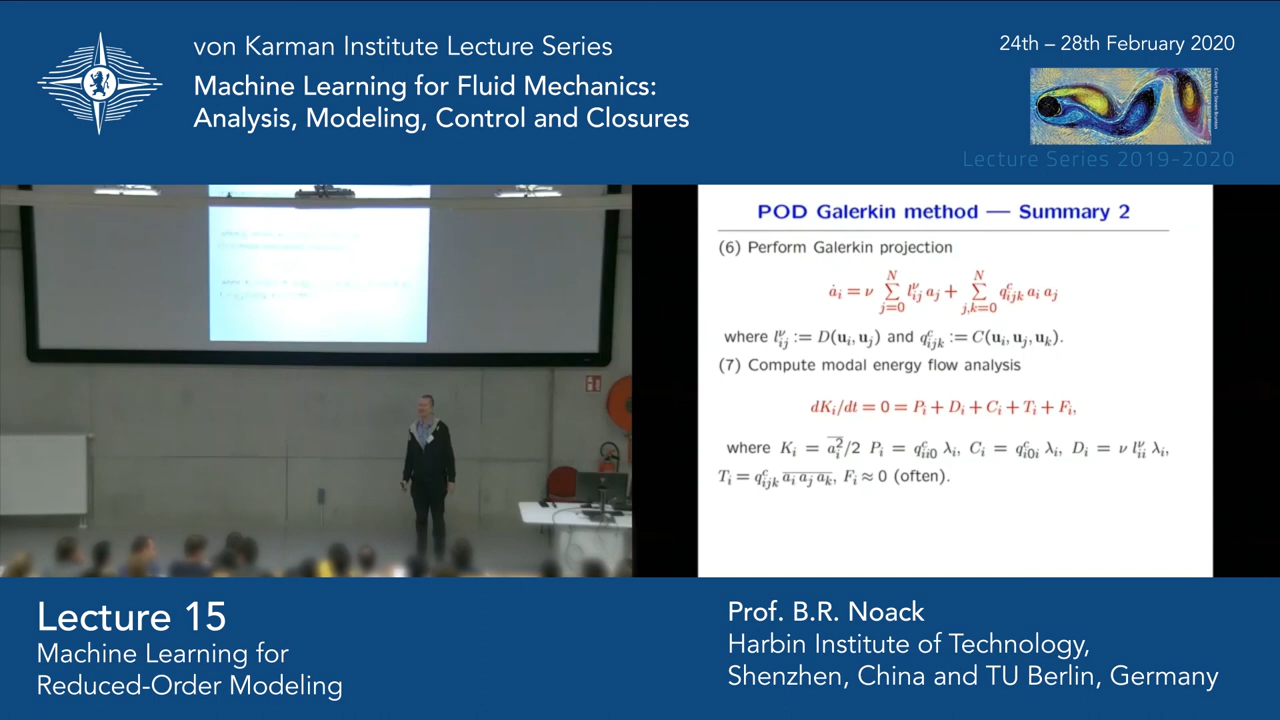 von Karman Institute Lecture Series
Machine Learning for Fluid Mechanics:
Analysis, Modeling, Control and Closures
24th – 28th February 2020
Lecture Series 2019-2020
POD Galerkin method — Summary 2
(6) Perform Galerkin projection
ȧᵢ = ν ∑_{j=0}^{N} l^ν_{ij} a_j + ∑_{j,k=0}^{N} q^c_{ijk} a_i a_j
where l^ν_{ij} := D(u_i, u_j) and q^c_{ijk} := C(u_i, u_j, u_k).
(7) Compute modal energy flow analysis
dK_i/dt = 0 = P_i + D_i + C_i + T_i + F_i,
where K_i = \overline{a_i^2}/2 P_i = q^c_{ii0} λ_i, C_i = q^c_{i0i} λ_i, D_i = ν l^ν_{ii} λ_i,
T_i = q^c_{ijk} \overline{a_i a_j a_k}, F_i ≈ 0 (often).
Lecture 15
Machine Learning for
Reduced-Order Modeling
Prof. B.R. Noack
Harbin Institute of Technology,
Shenzhen, China and TU Berlin, Germany